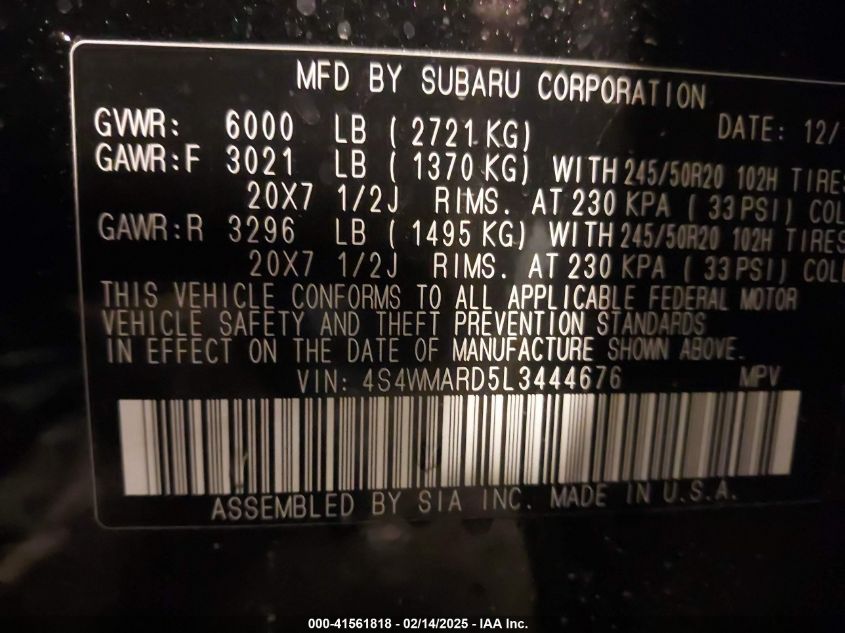 MFD BY SUBARU CORPORATION
GVWR: 6000 LB ( 2721 KG) DATE: 12/
GAWR:F 3021 LB ( 1370 KG) WITH 245/50R20 102H TIRES
20X7 1/2J RIMS. AT 230 KPA ( 33 PSI) COL
GAWR:R 3296 LB ( 1495 KG) WITH 245/50R20 102H TIRES
20X7 1/2J RIMS. AT 230 KPA ( 33 PSI) COL
THIS VEHICLE CONFORMS TO ALL APPLICABLE FEDERAL MOTOR
VEHICLE SAFETY AND THEFT PREVENTION STANDARDS
IN EFFECT ON THE DATE OF MANUFACTURE SHOWN ABOVE.
VIN: 4S4WMARD5L3444676 MPV
ASSEMBLED BY SIA INC. MADE IN U.S.A.
000-41561818 - 02/14/2025 - IAA Inc.